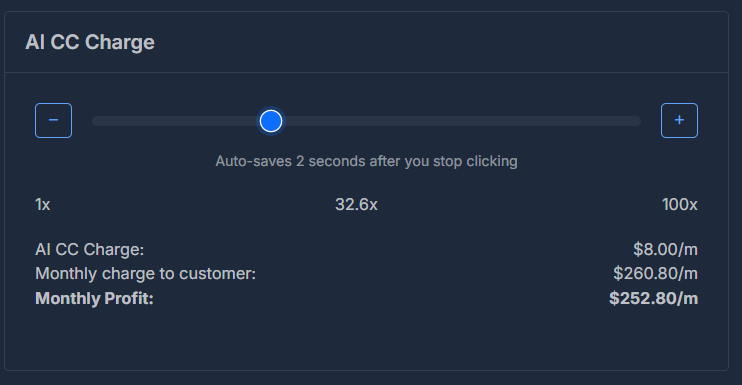 AI CC Charge
− +
Auto-saves 2 seconds after you stop clicking
1x 32.6x 100x
AI CC Charge: $8.00/m
Monthly charge to customer: $260.80/m
Monthly Profit: $252.80/m